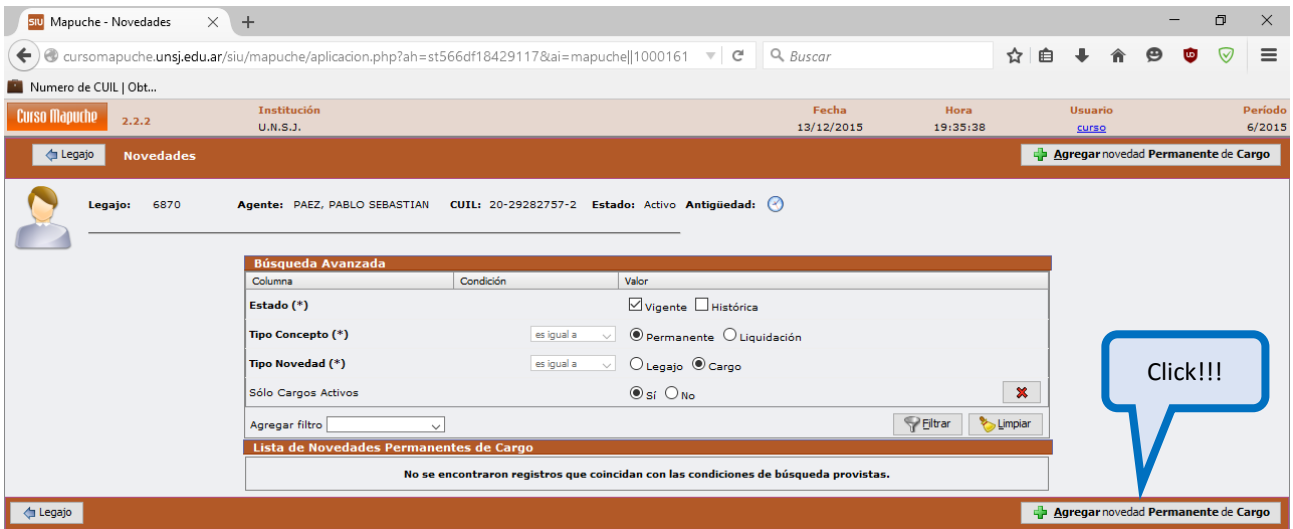 SIU Mapuche - Novedades
cursomapuche.unsj.edu.ar/siu/mapuche/aplicacion.php?ah=st566df18429117&ai=mapuche||1000161
Buscar
Numero de CUIL | Obt...
Curso Mapuche 2.2.2 Institución Fecha Hora Usuario Período
U.N.S.J. 13/12/2015 19:35:38 curso 6/2015
Legajo Novedades Agregar novedad Permanente de Cargo
Legajo: 6870 Agente: PAEZ, PABLO SEBASTIAN CUIL: 20-29282757-2 Estado: Activo Antigüedad:
Búsqueda Avanzada
Columna Condición Valor
Estado (*) Vigente Histórica
Tipo Concepto (*) es igual a Permanente Liquidación
Tipo Novedad (*) es igual a Legajo Cargo
Sólo Cargos Activos Sí No
Agregar filtro Filtrar Limpiar
Lista de Novedades Permanentes de Cargo
No se encontraron registros que coincidan con las condiciones de búsqueda provistas.
Click!!!
Legajo Agregar novedad Permanente de Cargo